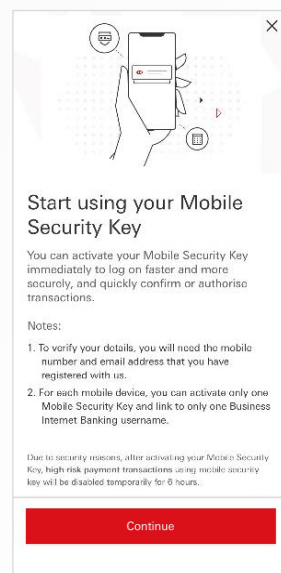 Start using your Mobile
Security Key
You can activate your Mobile Security Key
immediately to log on faster and more
securely, and quickly confirm or authorise
transactions.
Notes:
1. To verify your details, you will need the mobile
number and email address that you have
registered with us.
2. For each mobile device, you can activate only one
Mobile Security Key and link to only one Business
Internet Banking username.
Due to security reasons, after activating your Mobile Security
Key, high risk payment transactions using mobile security
key will be disabled temporarily for 6 hours.
Continue